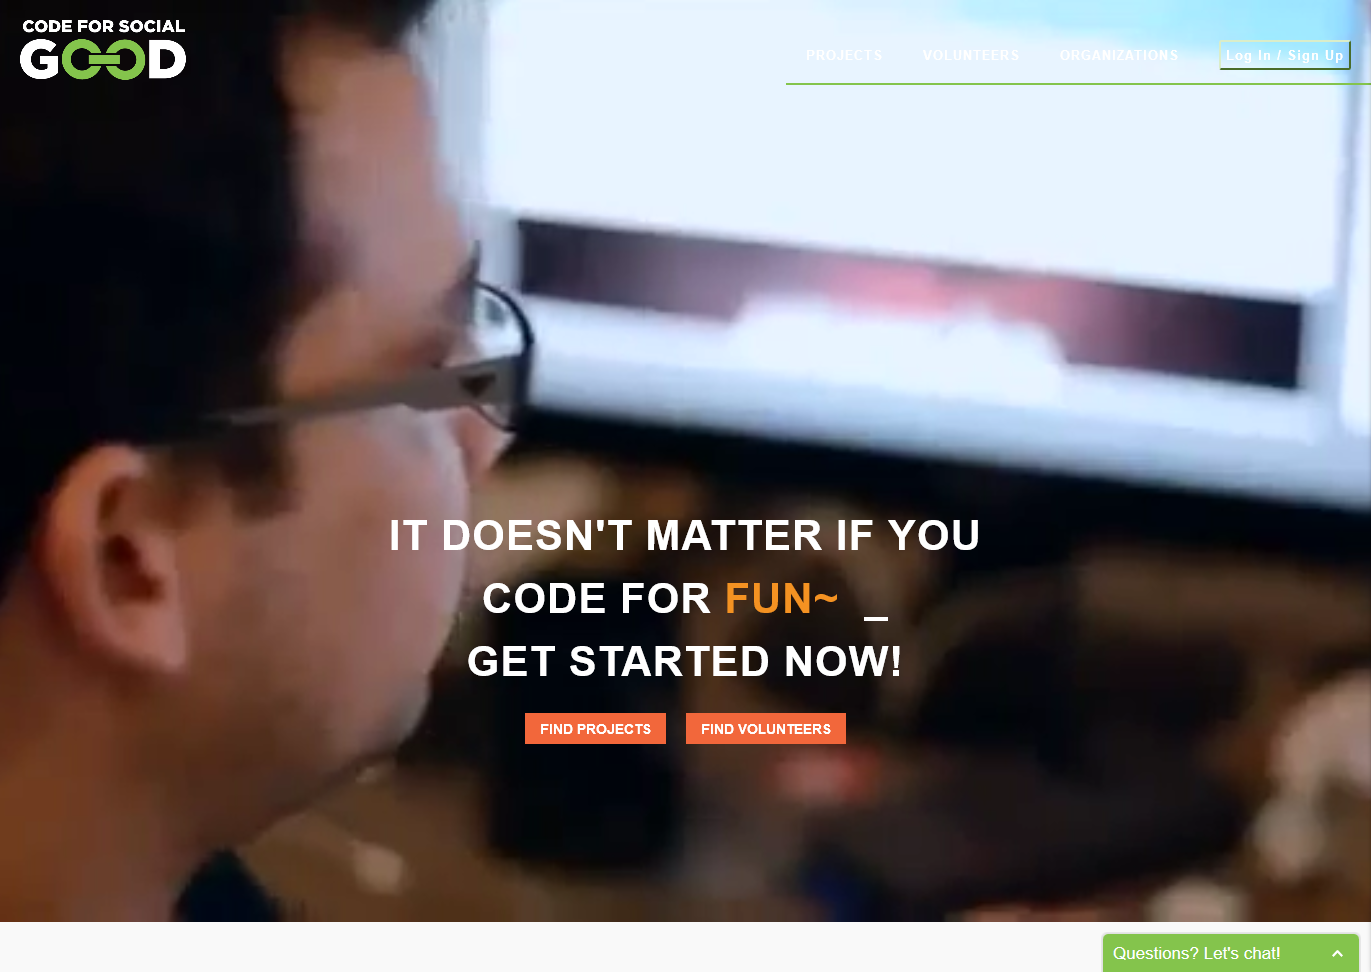 CODE FOR SOCIAL
GOOD
PROJECTS
VOLUNTEERS
ORGANIZATIONS
Log In / Sign Up
IT DOESN'T MATTER IF YOU
CODE FOR FUN~ _
GET STARTED NOW!
FIND PROJECTS
FIND VOLUNTEERS
Questions? Let's chat!